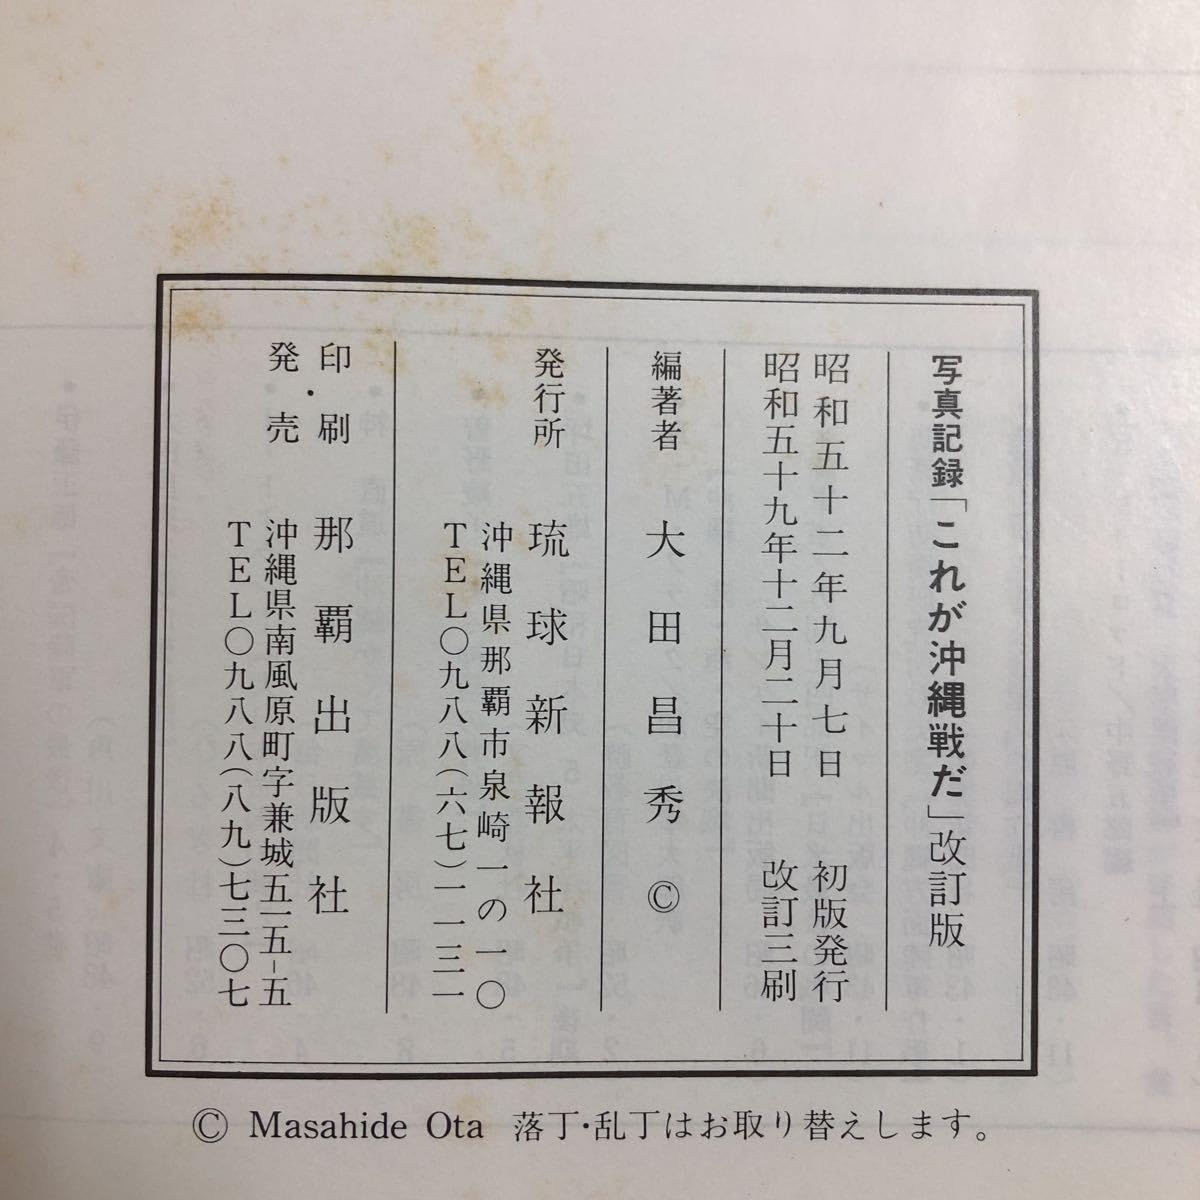 写真記録「これが沖縄戦だ」改訂版
昭和五十二年九月七日 初版発行
昭和五十九年十二月二十日 改訂三刷
編著者 大田昌秀 ©
発行所 琉球新報社
沖縄県那覇市泉崎一の一〇
TEL〇九八八(六七)一一三一
印・刷 那覇出版社
発売
沖縄県南風原町字兼城五一五-五
TEL〇九八八(八九)七三〇七
© Masahide Ota 落丁・乱丁はお取り替えします。